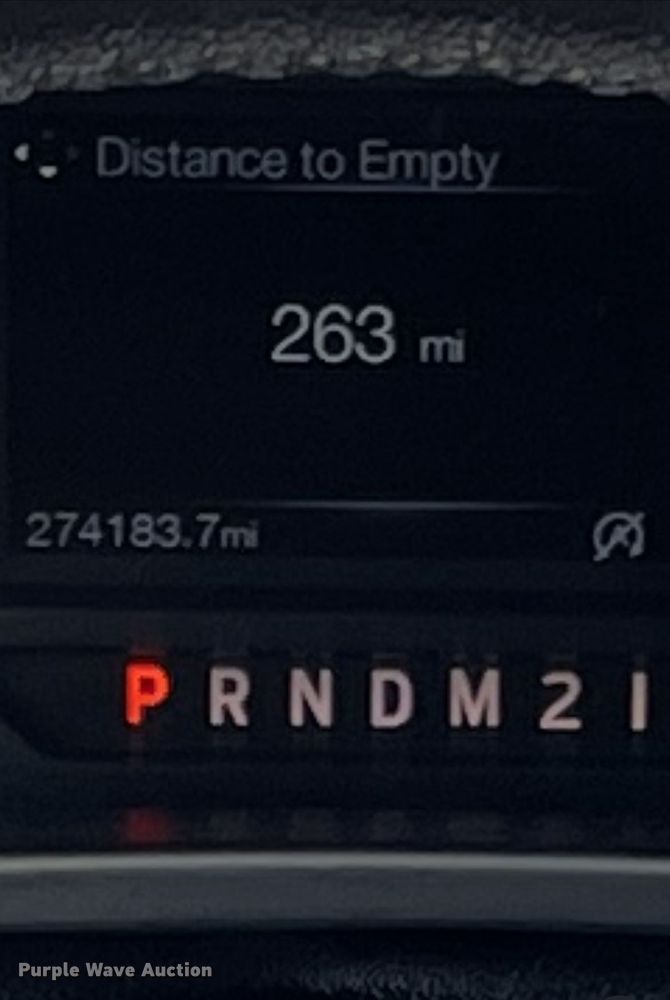 Distance to Empty
263 mi
274183.7mi
P R N D M 2 1
Purple Wave Auction